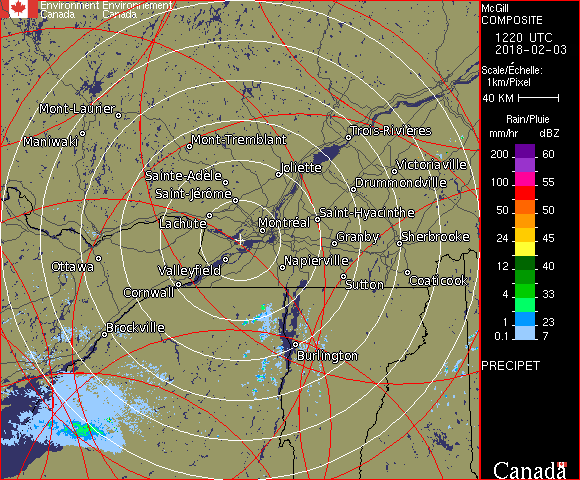 Environment Environnement
Canada Canada
McGill
COMPOSITE
1220 UTC
2018-02-03
Scale/Échelle:
1km/Pixel
40 KM
Rain/Pluie
mm/hr dBZ
200 60
100 55
50 50
24 45
12 40
4 33
1 23
0.1 7
PRECIPET
Canada
Mont-Laurier
Maniwaki
Mont-Tremblant
Trois-Rivières
Joliette
Victoriaville
Sainte-Adèle
Drummondville
Saint-Jérôme
Saint-Hyacinthe
Lachute
Montréal
Granby
Sherbrooke
Ottawa
Valleyfield
Napierville
Sutton
Coaticook
Cornwall
Brockville
Burlington